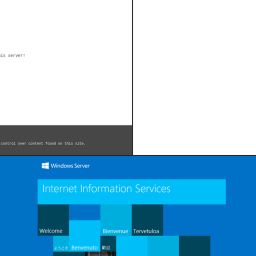 is server!
control over content found on this site.
Windows Server
Internet Information Services
Welcome
Bienvenue
Tervetuloa
ようこそ
Benvenuto
歡迎